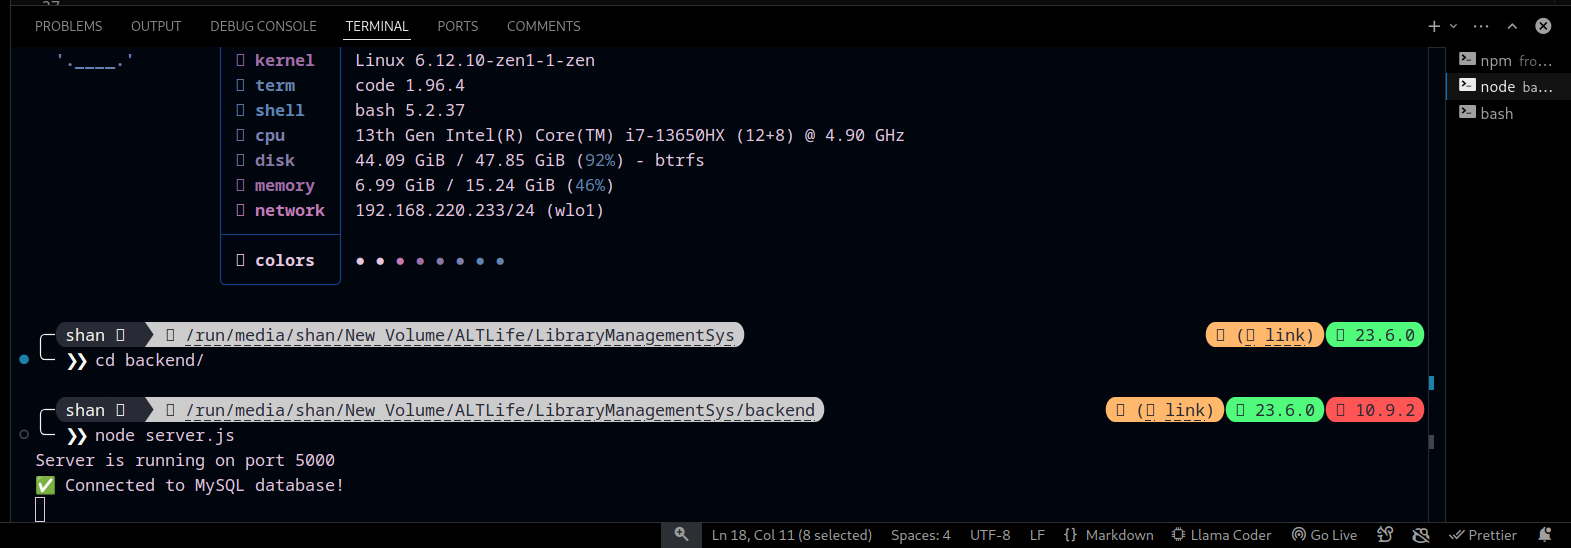 PROBLEMS OUTPUT DEBUG CONSOLE TERMINAL PORTS COMMENTS
npm fro...
node ba...
bash
kernel Linux 6.12.10-zen1-1-zen
term code 1.96.4
shell bash 5.2.37
cpu 13th Gen Intel(R) Core(TM) i7-13650HX (12+8) @ 4.90 GHz
disk 44.09 GiB / 47.85 GiB (92%) - btrfs
memory 6.99 GiB / 15.24 GiB (46%)
network 192.168.220.233/24 (wlo1)
colors
shan /run/media/shan/New Volume/ALTLife/LibraryManagementSys ( link) 23.6.0
❯❯ cd backend/
shan /run/media/shan/New Volume/ALTLife/LibraryManagementSys/backend ( link) 23.6.0 10.9.2
❯❯ node server.js
Server is running on port 5000
✅ Connected to MySQL database!
Ln 18, Col 11 (8 selected) Spaces: 4 UTF-8 LF {} Markdown Llama Coder Go Live Prettier